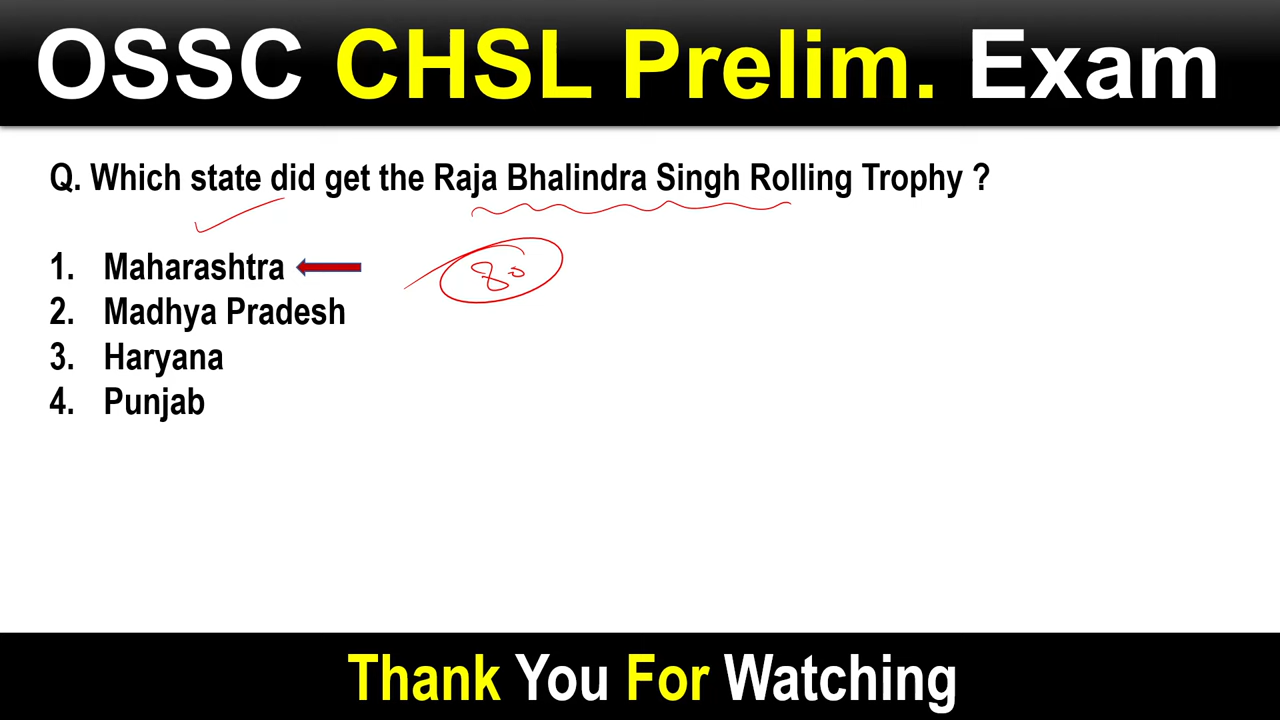 OSSC CHSL Prelim. Exam
Q. Which state did get the Raja Bhalindra Singh Rolling Trophy ?
1. Maharashtra
80
2. Madhya Pradesh
3. Haryana
4. Punjab
Thank You For Watching